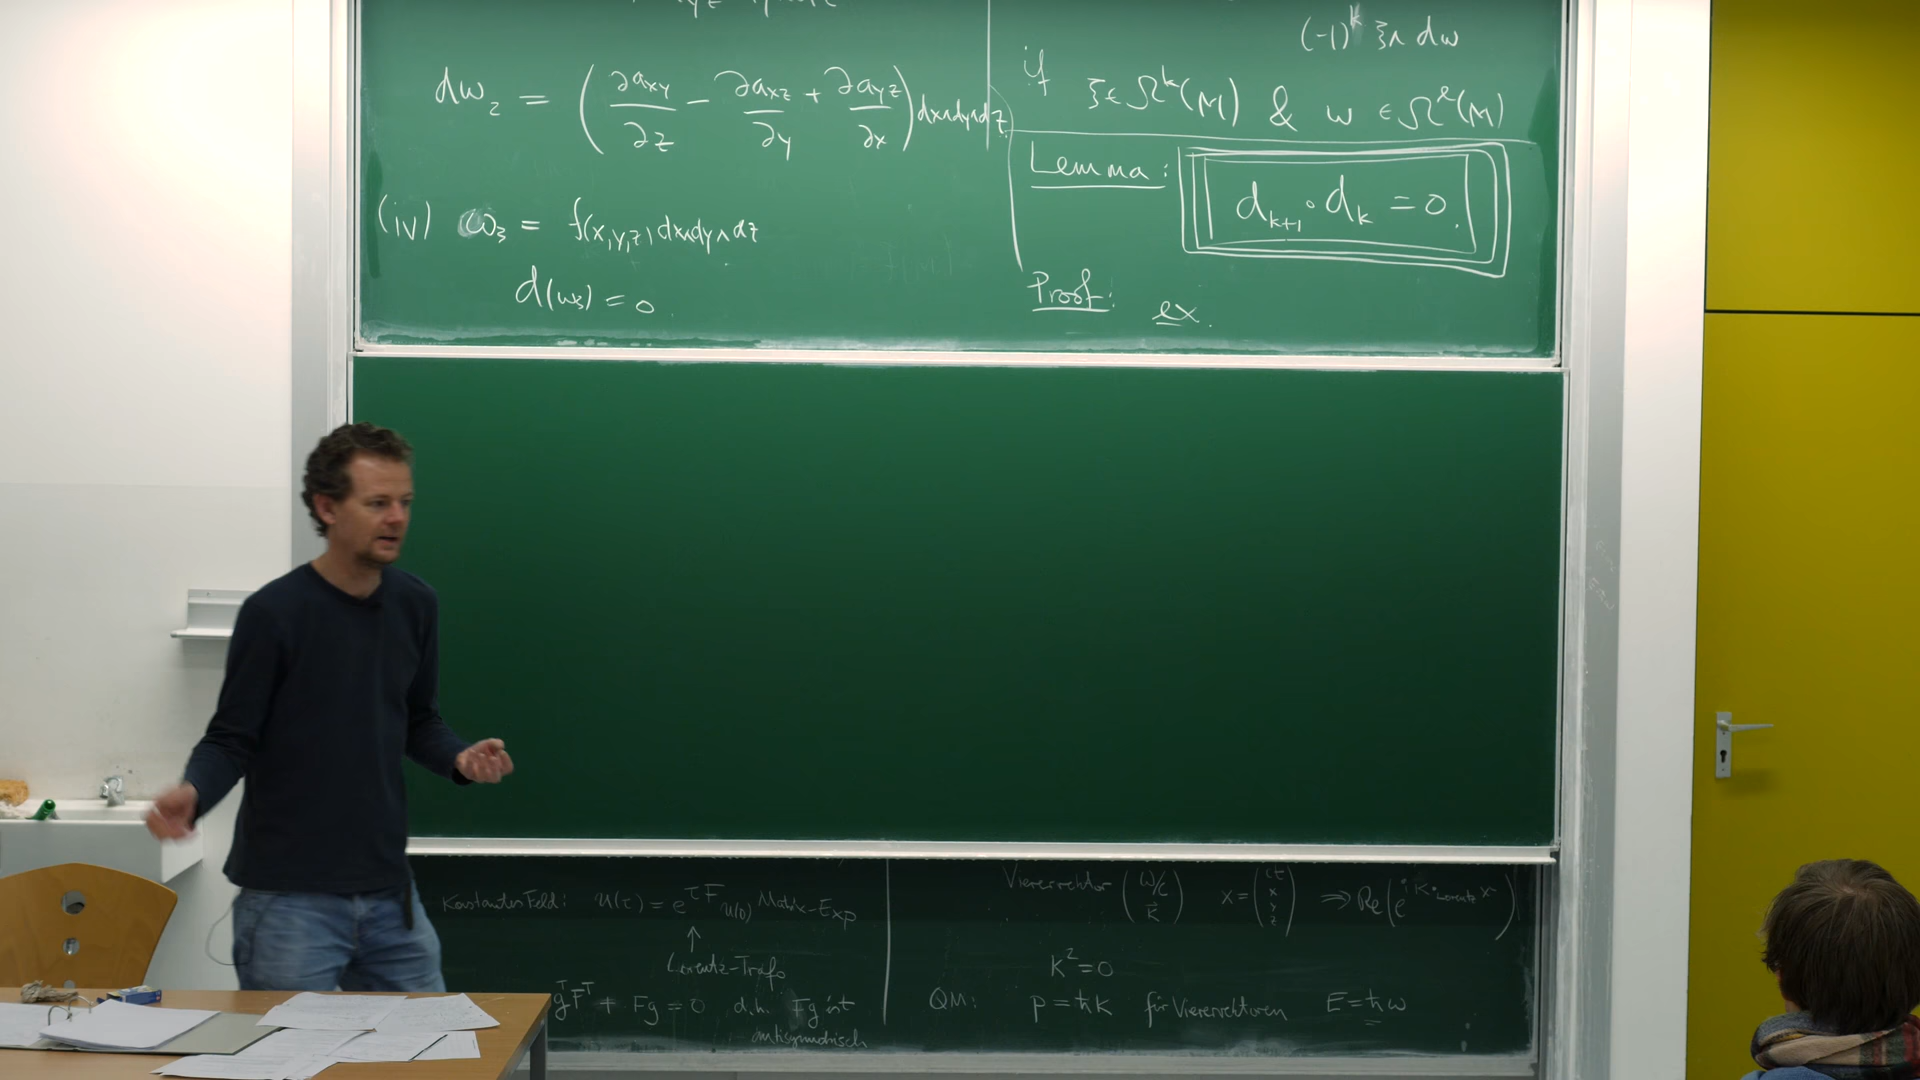 dω₂ = (∂a_xy/∂z − ∂a_xz/∂y + ∂a_yz/∂x) dx∧dy∧dz
(iv) ω₃ = f(x,y,z) dx∧dy∧dz
d(ω₃) = 0
(-1)^k ξ∧ dω
if ξ ∈ Ω^k(M) & ω ∈ Ω^l(M)
Lemma: d_{k+1} ∘ d_k = 0.
Proof: ex.
Konstantes Feld: u(τ) = e^{τF} u(0) Matrix-Exp
↑
Lorentz-Trafo
F^T + Fg = 0 d.h. Fg ist
antisymmetrisch
Vierervektor (ω/c k⃗) x = (ct x y z) ⇒ Re(e^{i k·_{Lorentz} x})
k² = 0
QM: p = ħk für Vierervektoren E = ħω